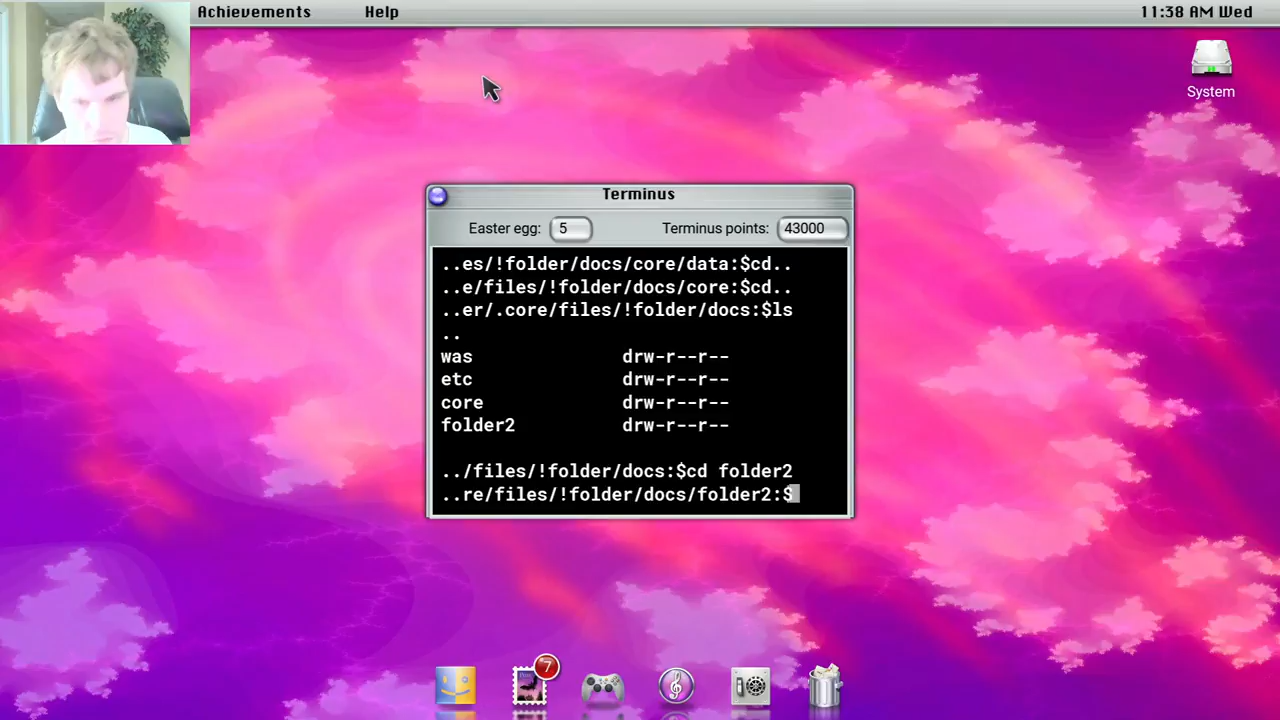 Achievements Help 11:38 AM Wed
System
Terminus
Easter egg: 5 Terminus points: 43000
..es/!folder/docs/core/data:$cd..
..e/files/!folder/docs/core:$cd..
..er/.core/files/!folder/docs:$ls
..
was drw-r--r--
etc drw-r--r--
core drw-r--r--
folder2 drw-r--r--
../files/!folder/docs:$cd folder2
..re/files/!folder/docs/folder2:$
7